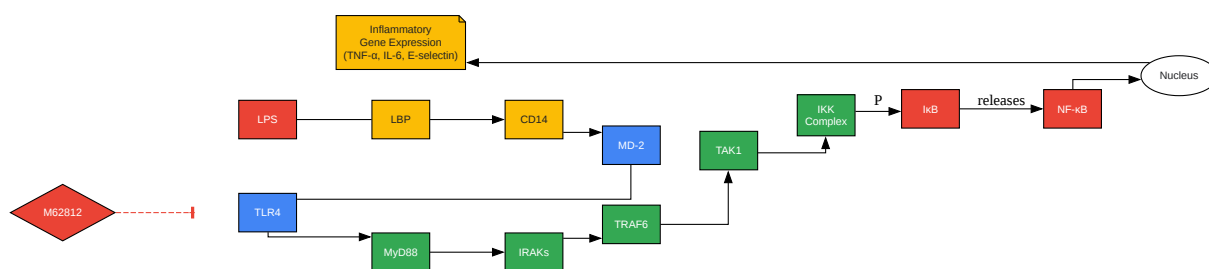 Inflammatory
Gene Expression
(TNF-α, IL-6, E-selectin)
Nucleus
LPS
LBP
CD14
MD-2
TAK1
IKK
Complex
P
IκB
releases
NF-κB
M62812
TLR4
MyD88
IRAKs
TRAF6